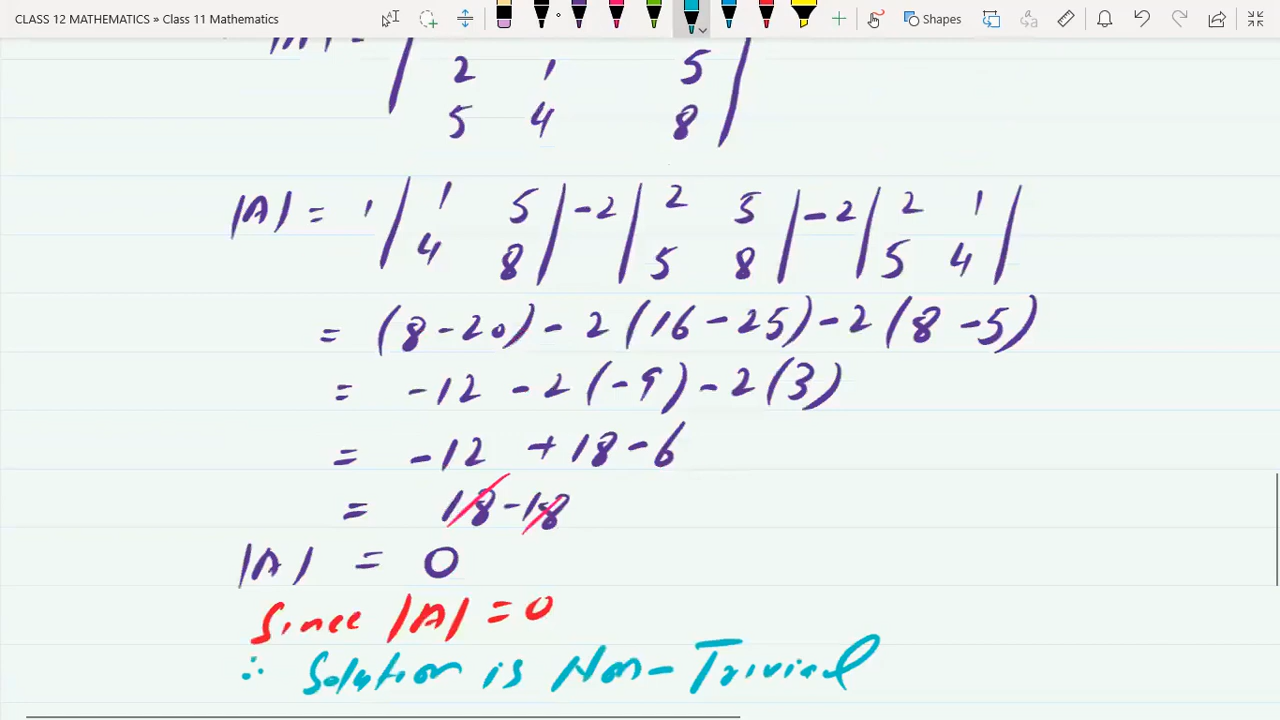 CLASS 12 MATHEMATICS » Class 11 Mathematics
Shapes
|A| =
2 1 5
5 4 8
|A| = 1 | 1 5 | -2 | 2 5 | -2 | 2 1 |
4 8 5 8 5 4
= (8-20) - 2(16-25) - 2(8-5)
= -12 - 2(-9) - 2(3)
= -12 + 18 - 6
= 18 - 18
|A| = 0
Since |A| = 0
∴ Solution is Non-Trivial